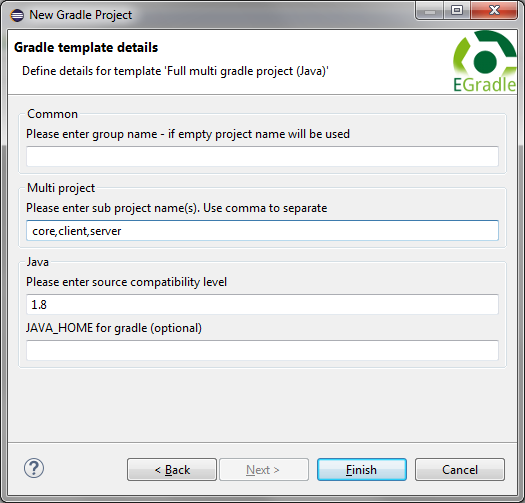 New Gradle Project
Gradle template details
Define details for template 'Full multi gradle project (Java)'
EGradle
Common
Please enter group name - if empty project name will be used
Multi project
Please enter sub project name(s). Use comma to separate
core,client,server
Java
Please enter source compatibility level
1.8
JAVA_HOME for gradle (optional)
?
< Back
Next >
Finish
Cancel